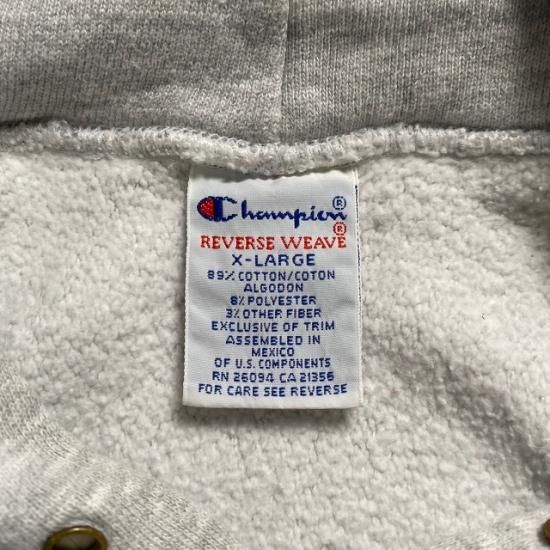 Champion®
REVERSE WEAVE®
X-LARGE
89% COTTON/COTON
ALGODON
8% POLYESTER
3% OTHER FIBER
EXCLUSIVE OF TRIM
ASSEMBLED IN
MEXICO
OF U.S. COMPONENTS
RN 26094 CA 21356
FOR CARE SEE REVERSE